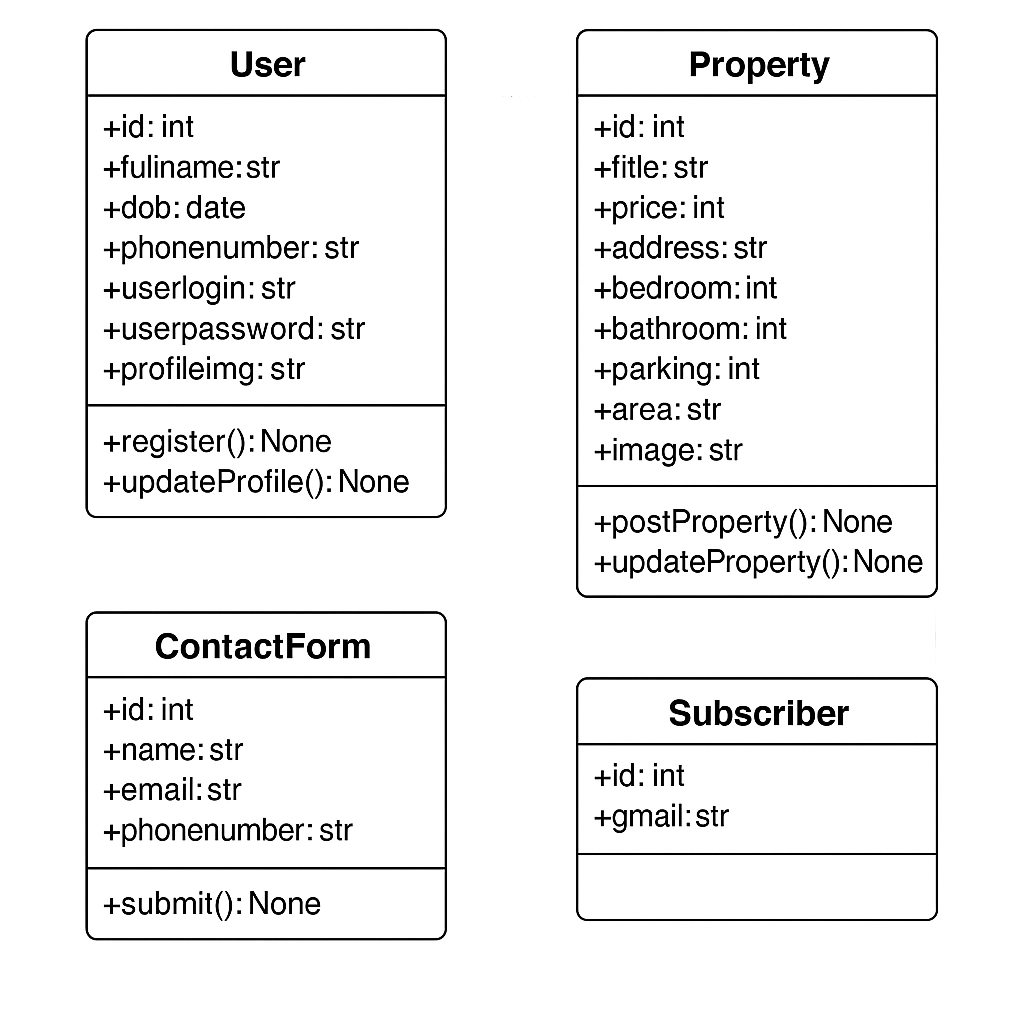 User
+id: int
+fuliname: str
+dob: date
+phonenumber: str
+userlogin: str
+userpassword: str
+profileimg: str
+register(): None
+updateProfile(): None
Property
+id: int
+fitle: str
+price: int
+address: str
+bedroom: int
+bathroom: int
+parking: int
+area: str
+image: str
+postProperty(): None
+updateProperty(): None
ContactForm
+id: int
+name: str
+email: str
+phonenumber: str
+submit(): None
Subscriber
+id: int
+gmail: str